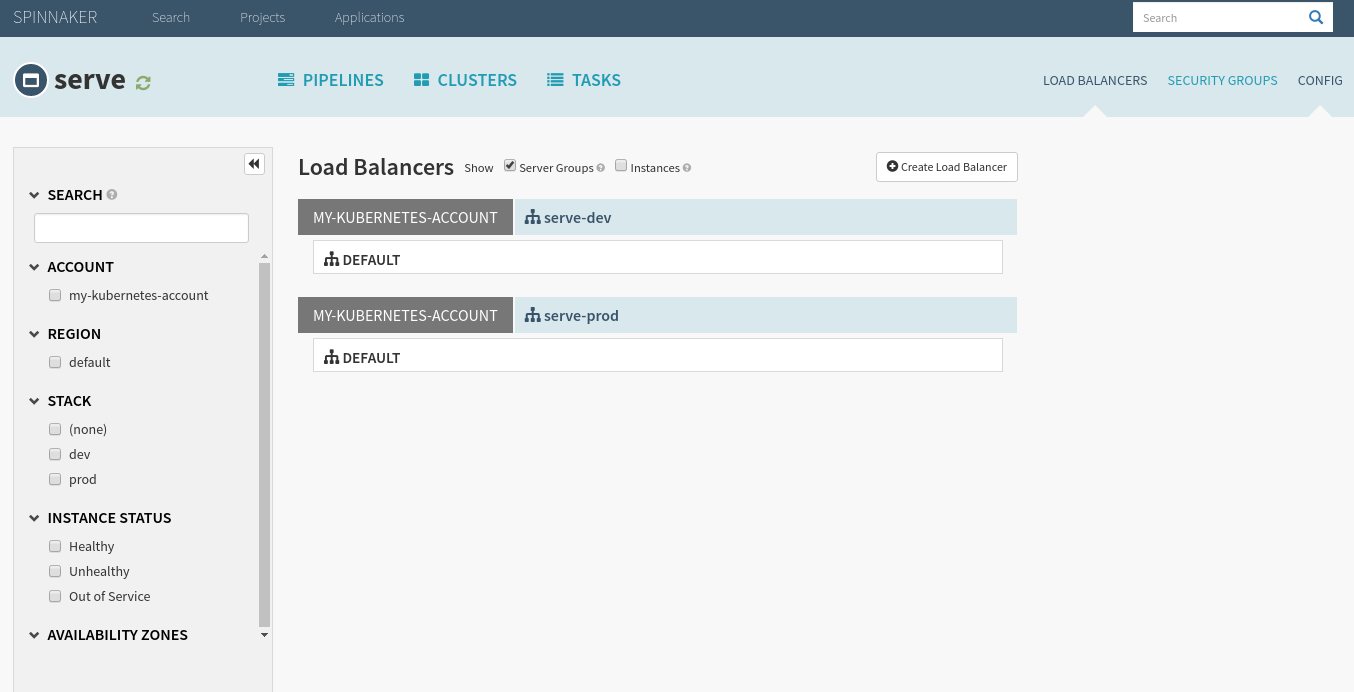 SPINNAKER Search Projects Applications Search
serve PIPELINES CLUSTERS TASKS LOAD BALANCERS SECURITY GROUPS CONFIG
SEARCH
ACCOUNT
my-kubernetes-account
REGION
default
STACK
(none)
dev
prod
INSTANCE STATUS
Healthy
Unhealthy
Out of Service
AVAILABILITY ZONES
Load Balancers Show Server Groups Instances Create Load Balancer
MY-KUBERNETES-ACCOUNT serve-dev
DEFAULT
MY-KUBERNETES-ACCOUNT serve-prod
DEFAULT